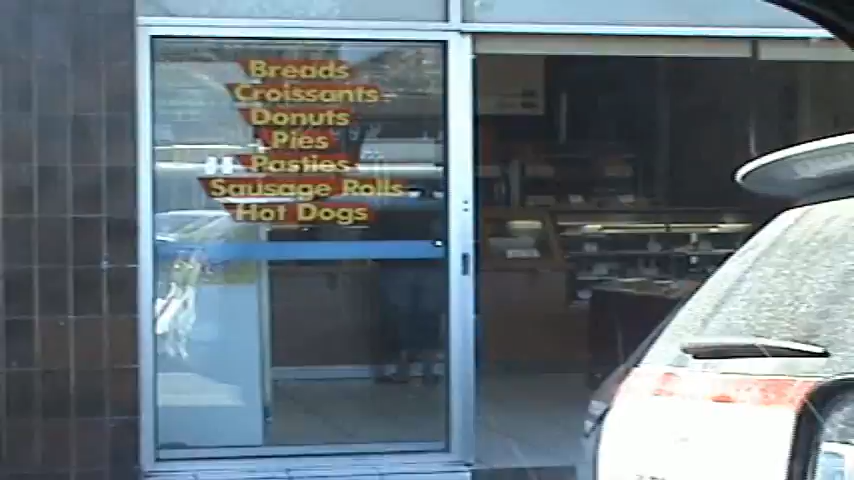 Breads
Croissants
Donuts
Pies
Pasties
Sausage Rolls
Hot Dogs